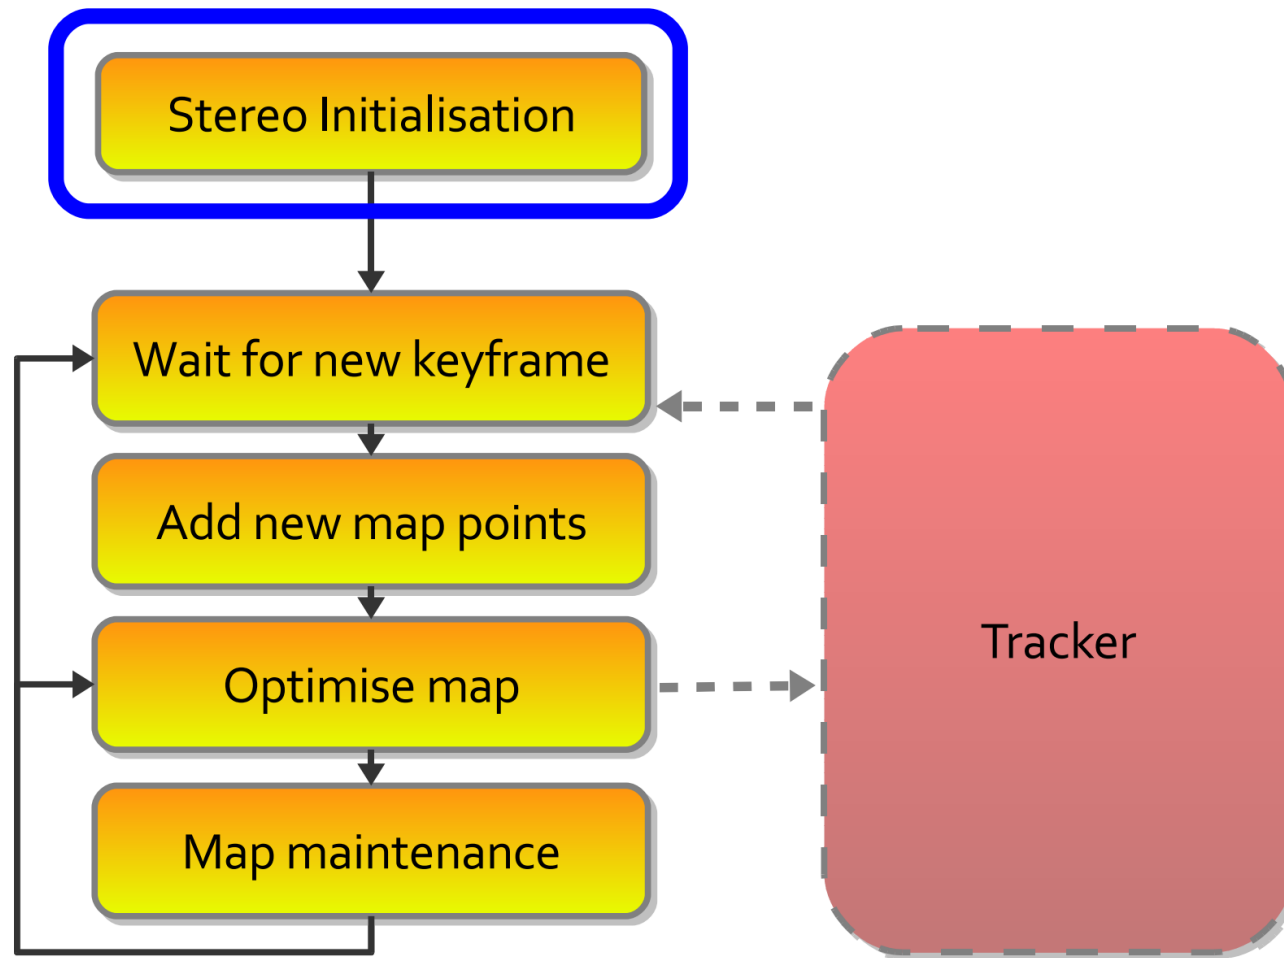 Stereo Initialisation
Wait for new keyframe
Add new map points
Optimise map
Map maintenance
Tracker